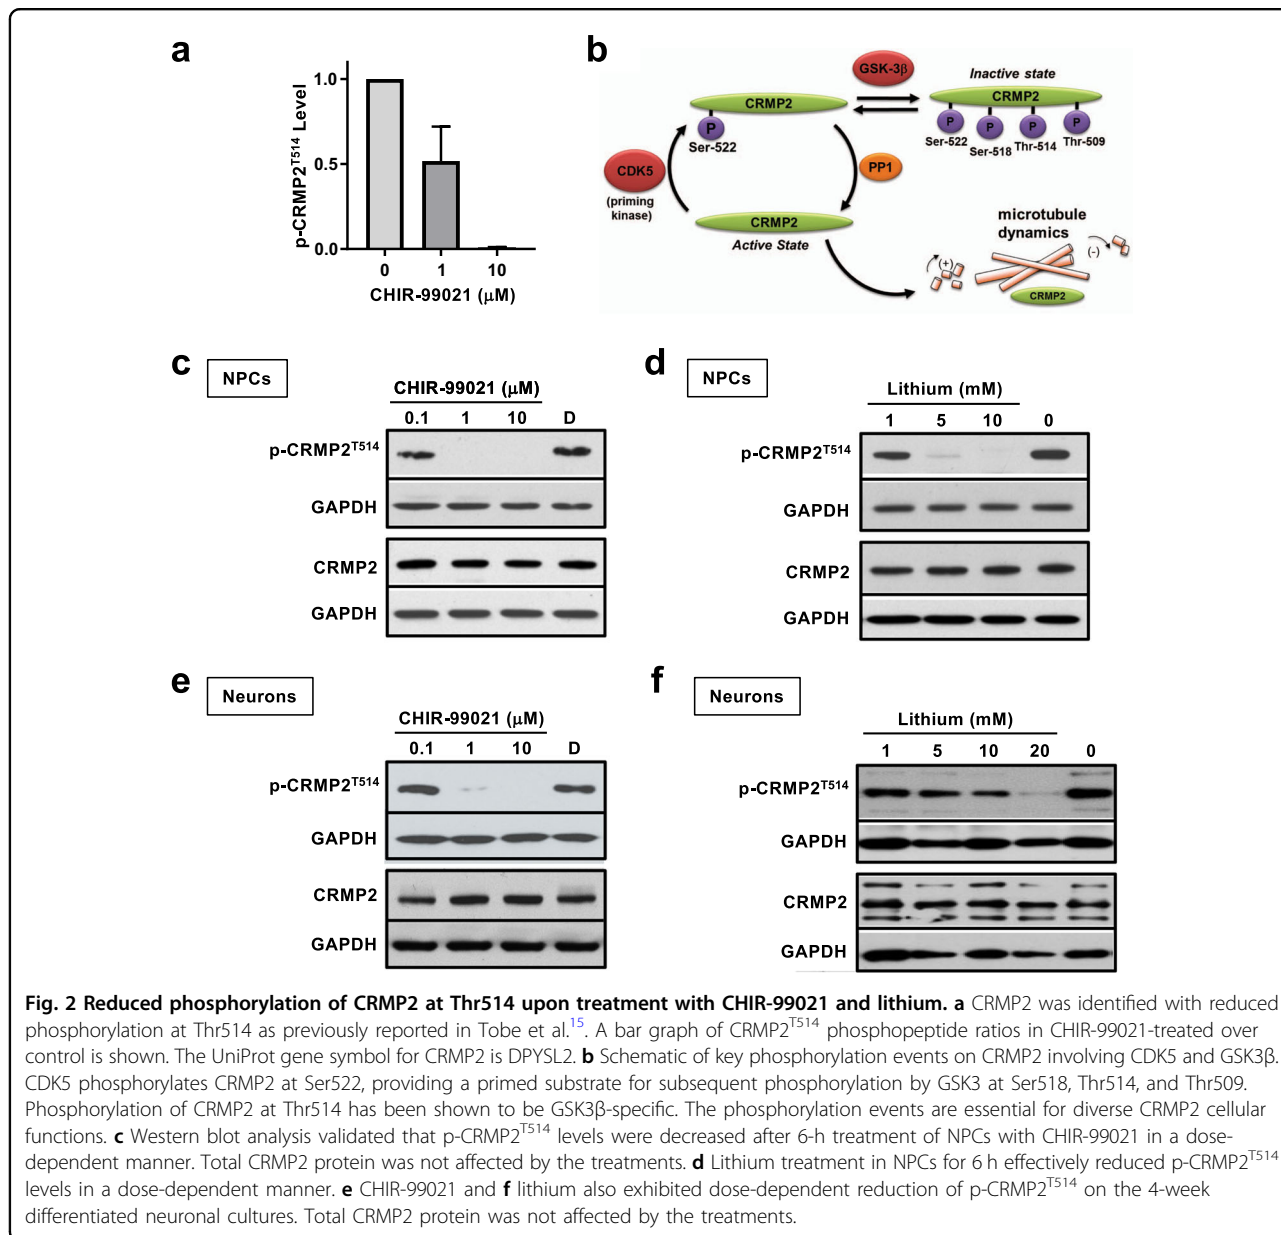 a
p-CRMP2T514 Level
1.0
0.5
0.0
0 1 10
CHIR-99021 (μM)
b
GSK-3β
Inactive state
CRMP2
CRMP2
P
Ser-522
P P P P
Ser-522 Ser-518 Thr-514 Thr-509
CDK5
(priming
kinase)
PP1
CRMP2
Active State
microtubule
dynamics
(+)
(-)
CRMP2
c
NPCs
CHIR-99021 (μM)
0.1 1 10 D
p-CRMP2T514
GAPDH
CRMP2
GAPDH
d
NPCs
Lithium (mM)
1 5 10 0
p-CRMP2T514
GAPDH
CRMP2
GAPDH
e
Neurons
CHIR-99021 (μM)
0.1 1 10 D
p-CRMP2T514
GAPDH
CRMP2
GAPDH
f
Neurons
Lithium (mM)
1 5 10 20 0
p-CRMP2T514
GAPDH
CRMP2
GAPDH
Fig. 2 Reduced phosphorylation of CRMP2 at Thr514 upon treatment with CHIR-99021 and lithium. a CRMP2 was identified with reduced
phosphorylation at Thr514 as previously reported in Tobe et al.15. A bar graph of CRMP2T514 phosphopeptide ratios in CHIR-99021-treated over
control is shown. The UniProt gene symbol for CRMP2 is DPYSL2. b Schematic of key phosphorylation events on CRMP2 involving CDK5 and GSK3β.
CDK5 phosphorylates CRMP2 at Ser522, providing a primed substrate for subsequent phosphorylation by GSK3 at Ser518, Thr514, and Thr509.
Phosphorylation of CRMP2 at Thr514 has been shown to be GSK3β-specific. The phosphorylation events are essential for diverse CRMP2 cellular
functions. c Western blot analysis validated that p-CRMP2T514 levels were decreased after 6-h treatment of NPCs with CHIR-99021 in a dose-
dependent manner. Total CRMP2 protein was not affected by the treatments. d Lithium treatment in NPCs for 6 h effectively reduced p-CRMP2T514
levels in a dose-dependent manner. e CHIR-99021 and f lithium also exhibited dose-dependent reduction of p-CRMP2T514 on the 4-week
differentiated neuronal cultures. Total CRMP2 protein was not affected by the treatments.